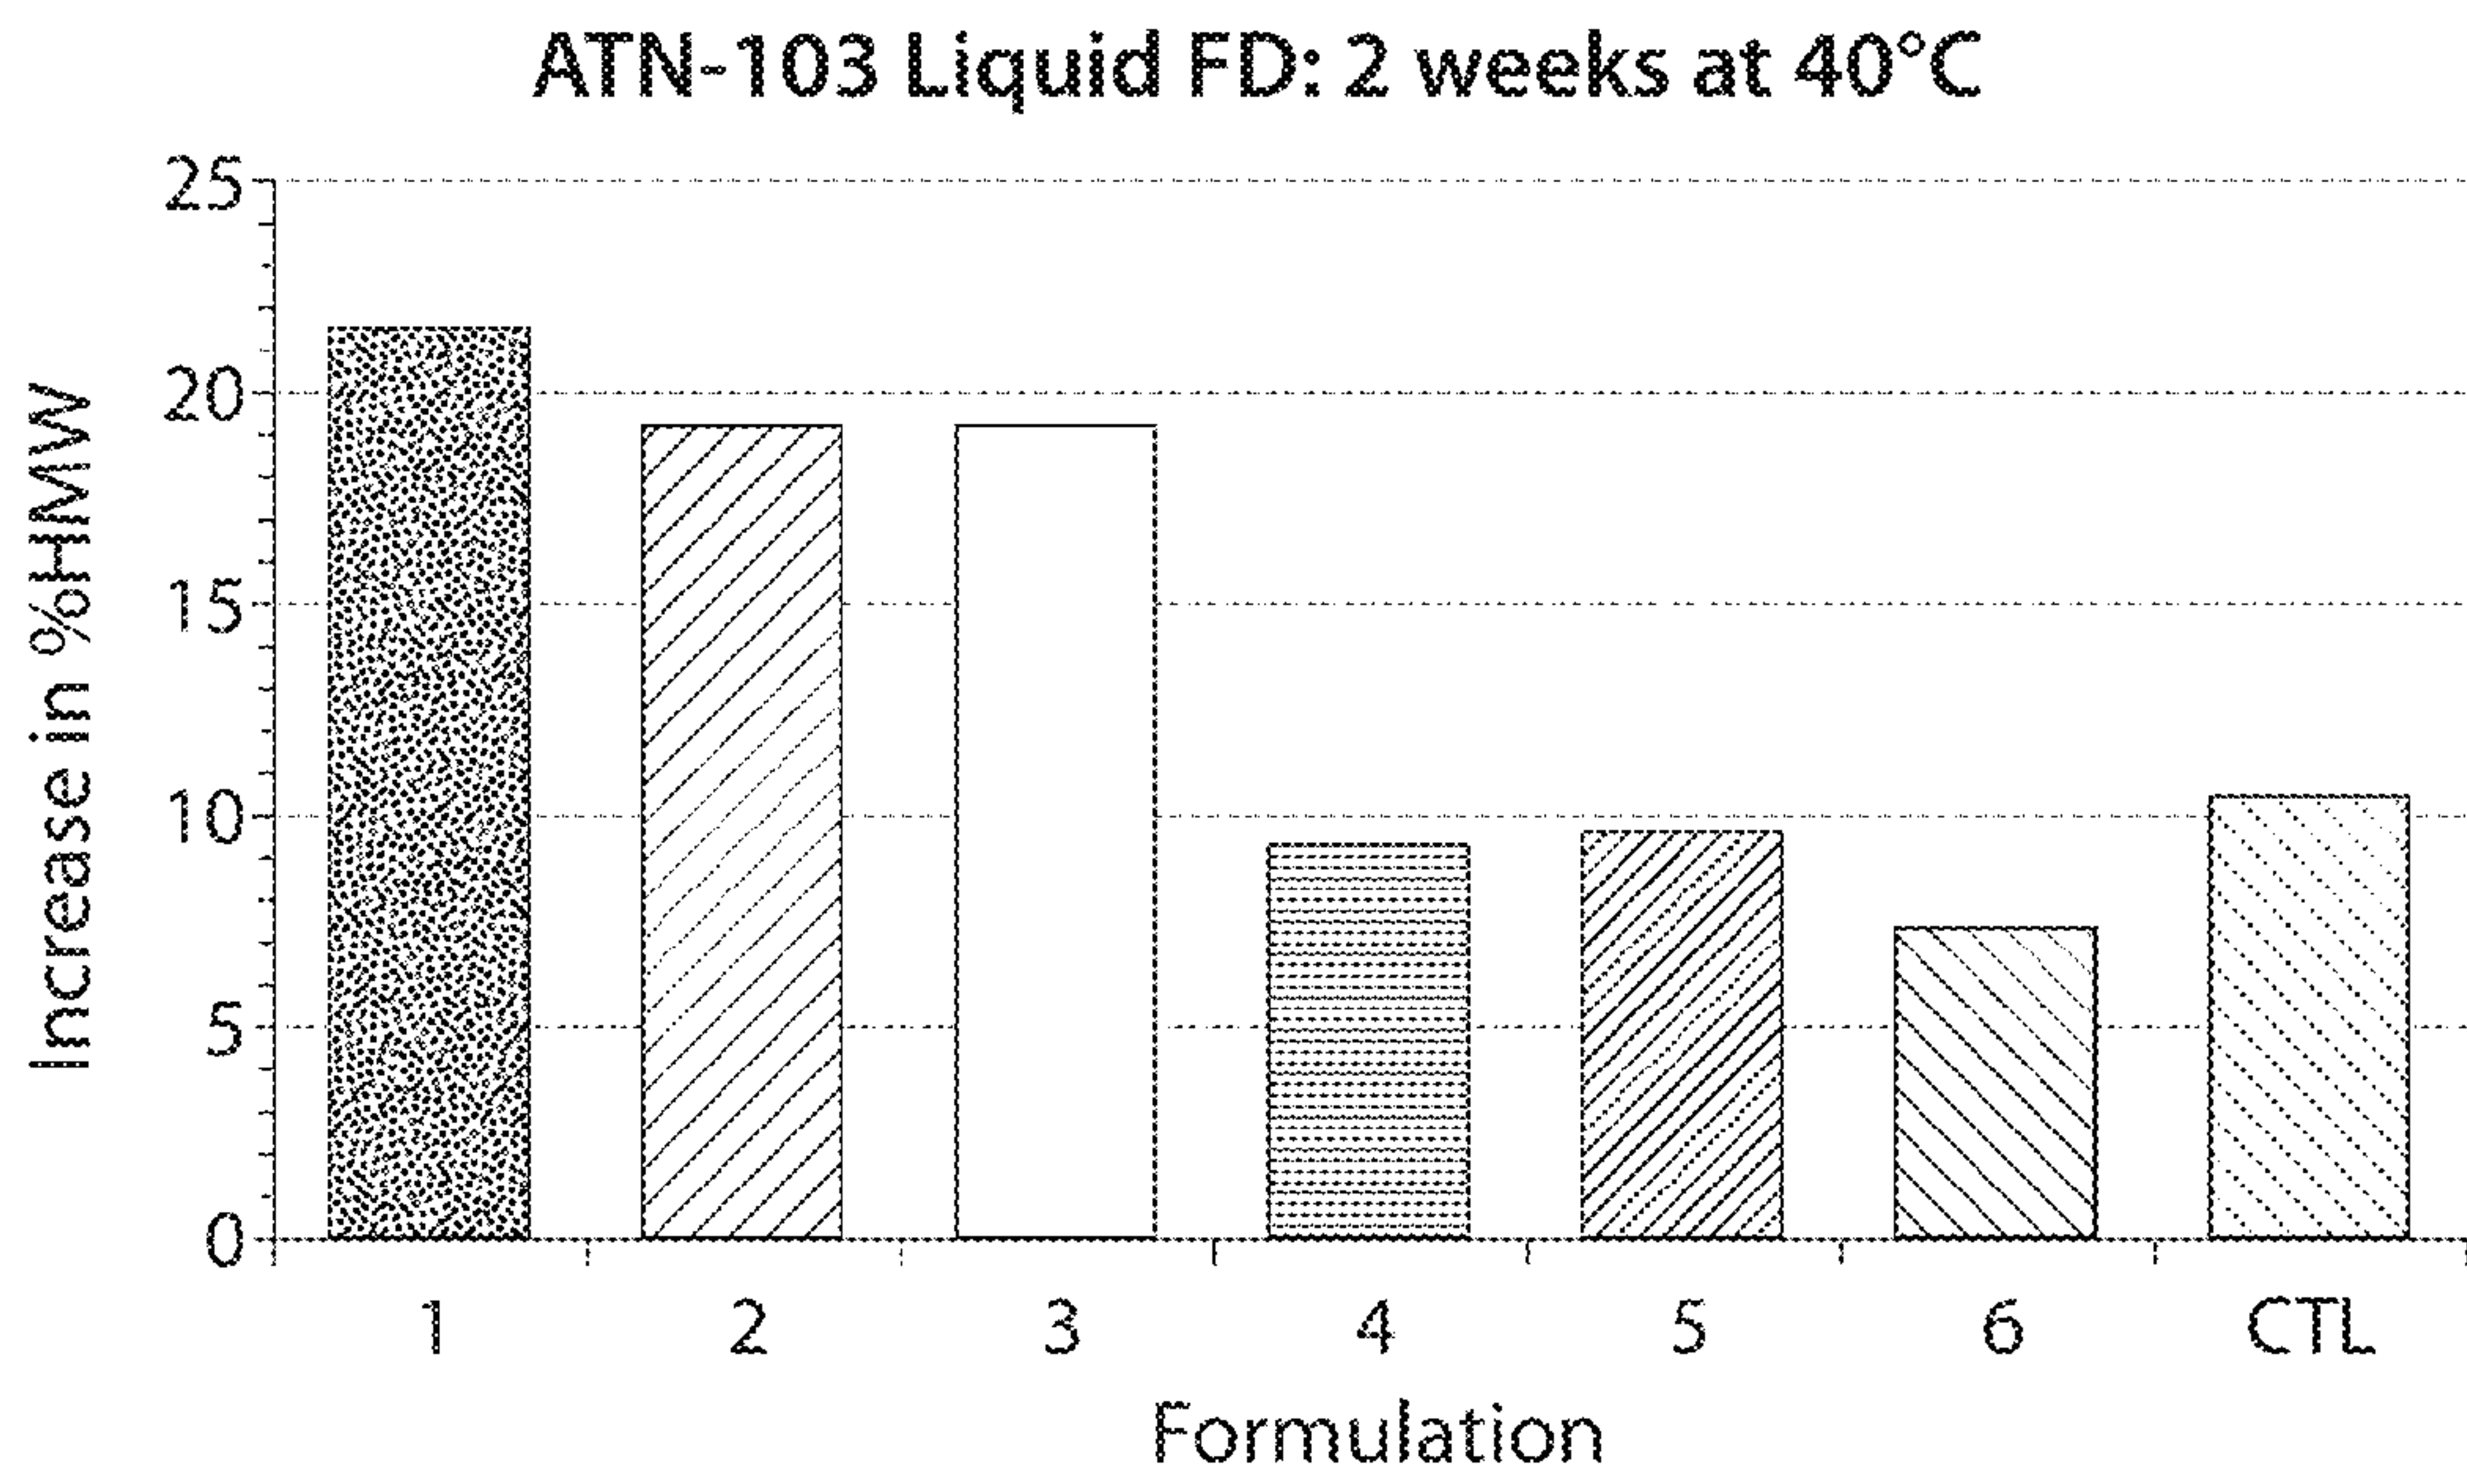 ATN-103 Liquid FD: 2 weeks at 40°C
Increase in %HMW
25
20
15
10
5
0
1 2 3 4 5 6 CTL
Formulation